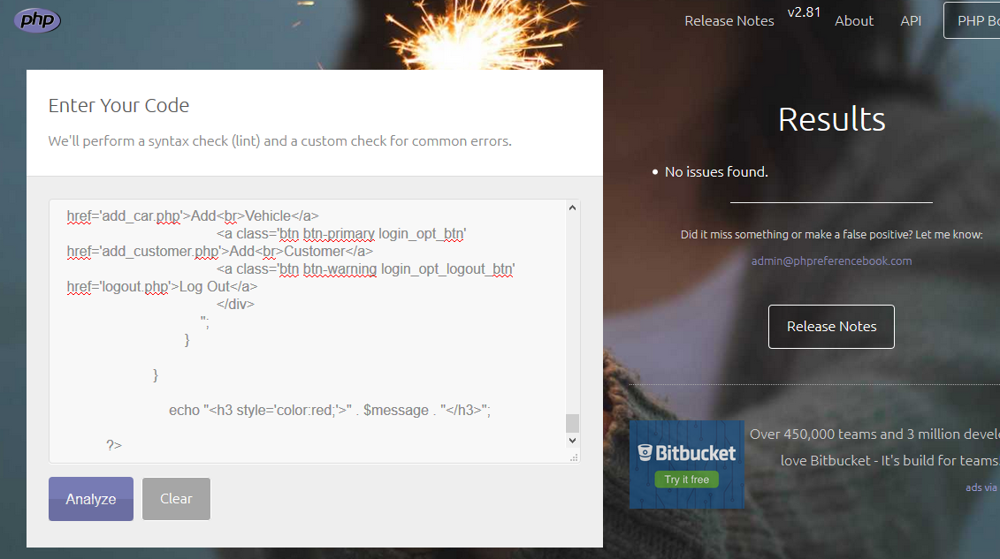 php
Release Notes v2.81 About API PHP Bo
Enter Your Code
We'll perform a syntax check (lint) and a custom check for common errors.
href='add_car.php'>Add<br>Vehicle</a>
<a class='btn btn-primary login_opt_btn'
href='add_customer.php'>Add<br>Customer</a>
<a class='btn btn-warning login_opt_logout_btn'
href='logout.php'>Log Out</a>
</div>
";
}
}
echo "<h3 style='color:red;'>" . $message . "</h3>";
?>
Analyze
Clear
Results
No issues found.
Did it miss something or make a false positive? Let me know:
admin@phpreferencebook.com
Release Notes
Bitbucket
Try it free
Over 450,000 teams and 3 million devel
love Bitbucket - It's build for teams.
ads via